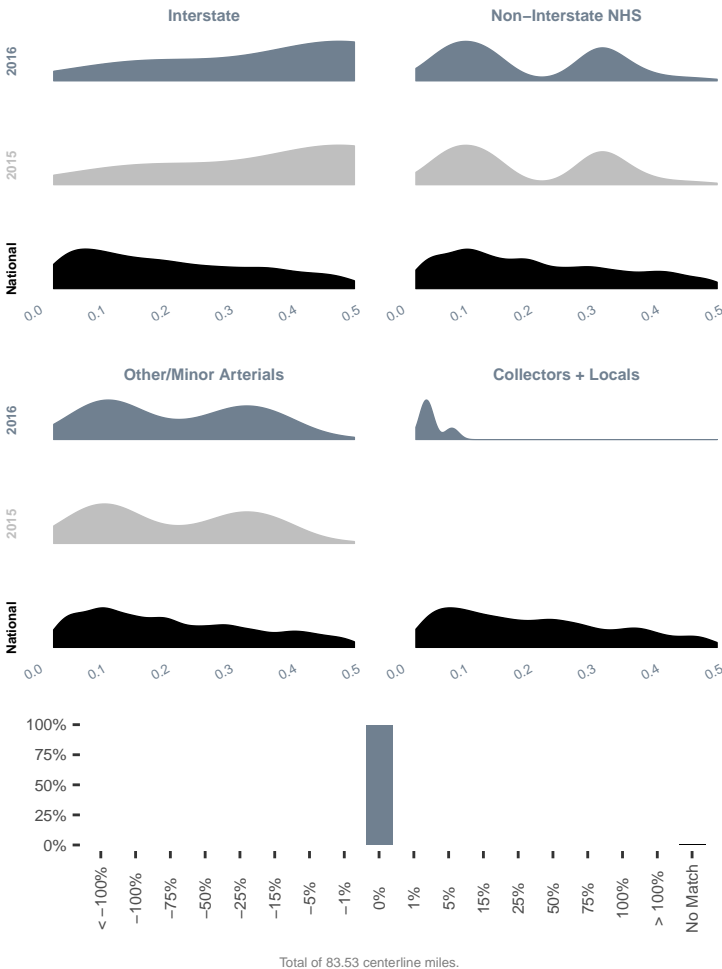 Interstate
Non−Interstate NHS
2016
2015
National
0.0 0.1 0.2 0.3 0.4 0.5
0.0 0.1 0.2 0.3 0.4 0.5
Other/Minor Arterials
Collectors + Locals
2016
2015
National
0.0 0.1 0.2 0.3 0.4 0.5
0.0 0.1 0.2 0.3 0.4 0.5
100%
75%
50%
25%
0%
< −100%
−100%
−75%
−50%
−25%
−15%
−5%
−1%
0%
1%
5%
15%
25%
50%
75%
100%
> 100%
No Match
Total of 83.53 centerline miles.